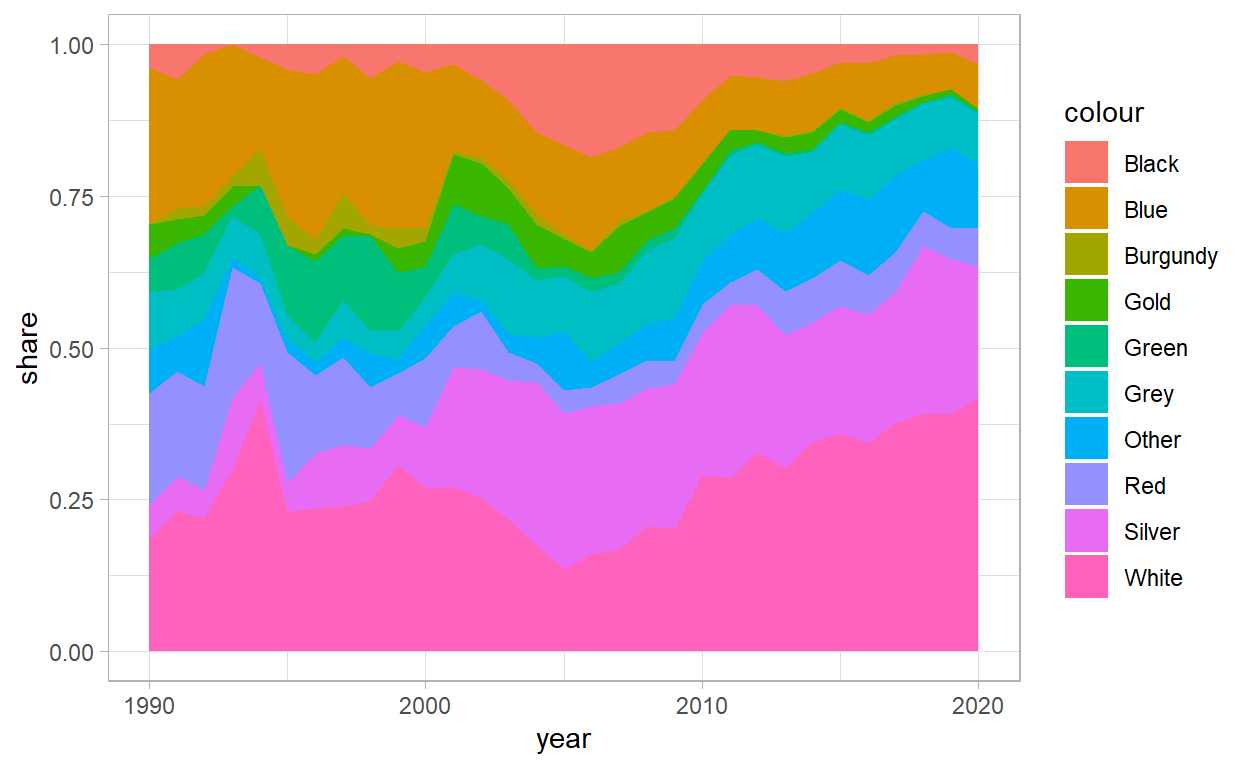 1.00
0.75
0.50
0.25
0.00
share
1990
2000
2010
2020
year
colour
Black
Blue
Burgundy
Gold
Green
Grey
Other
Red
Silver
White